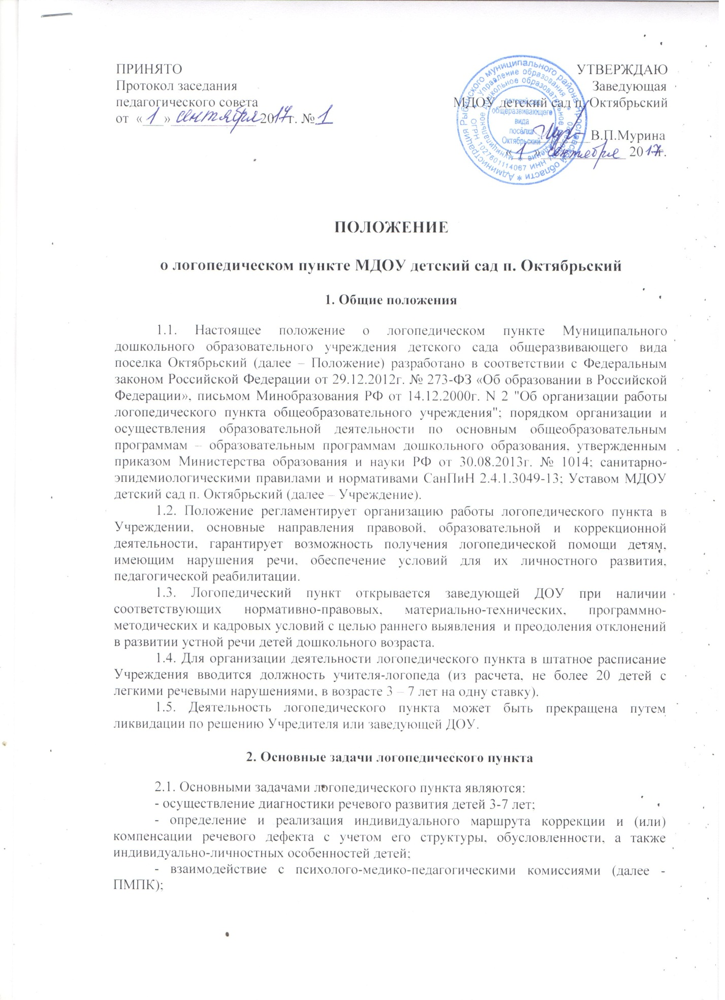 ПРИНЯТО
Протокол заседания
педагогического совета
от «1» сентября 2017 г. № 1
УТВЕРЖДАЮ
Заведующая
МДОУ детский сад п. Октябрьский
В.П.Мурина
«1» сентября 2017 г.
Администрация Рыбинского муниципального района Ярославской области *
Управление образования *
ОГРН 1027601114067 ИНН
детский сад
общеразвивающего
вида
посёлка
Октябрьский
ПОЛОЖЕНИЕ
о логопедическом пункте МДОУ детский сад п. Октябрьский
1. Общие положения
1.1. Настоящее положение о логопедическом пункте Муниципального
дошкольного образовательного учреждения детского сада общеразвивающего вида
поселка Октябрьский (далее – Положение) разработано в соответствии с Федеральным
законом Российской Федерации от 29.12.2012г. № 273-ФЗ «Об образовании в Российской
Федерации», письмом Минобразования РФ от 14.12.2000г. N 2 "Об организации работы
логопедического пункта общеобразовательного учреждения"; порядком организации и
осуществления образовательной деятельности по основным общеобразовательным
программам – образовательным программам дошкольного образования, утвержденным
приказом Министерства образования и науки РФ от 30.08.2013г. № 1014; санитарно-
эпидемиологическими правилами и нормативами СанПиН 2.4.1.3049-13; Уставом МДОУ
детский сад п. Октябрьский (далее – Учреждение).
1.2. Положение регламентирует организацию работы логопедического пункта в
Учреждении, основные направления правовой, образовательной и коррекционной
деятельности, гарантирует возможность получения логопедической помощи детям,
имеющим нарушения речи, обеспечение условий для их личностного развития,
педагогической реабилитации.
1.3. Логопедический пункт открывается заведующей ДОУ при наличии
соответствующих нормативно-правовых, материально-технических, программно-
методических и кадровых условий с целью раннего выявления и преодоления отклонений
в развитии устной речи детей дошкольного возраста.
1.4. Для организации деятельности логопедического пункта в штатное расписание
Учреждения вводится должность учителя-логопеда (из расчета, не более 20 детей с
легкими речевыми нарушениями, в возрасте 3 – 7 лет на одну ставку).
1.5. Деятельность логопедического пункта может быть прекращена путем
ликвидации по решению Учредителя или заведующей ДОУ.
2. Основные задачи логопедического пункта
2.1. Основными задачами логопедического пункта являются:
- осуществление диагностики речевого развития детей 3-7 лет;
- определение и реализация индивидуального маршрута коррекции и (или)
компенсации речевого дефекта с учетом его структуры, обусловленности, а также
индивидуально-личностных особенностей детей;
- взаимодействие с психолого-медико-педагогическими комиссиями (далее -
ПМПК);